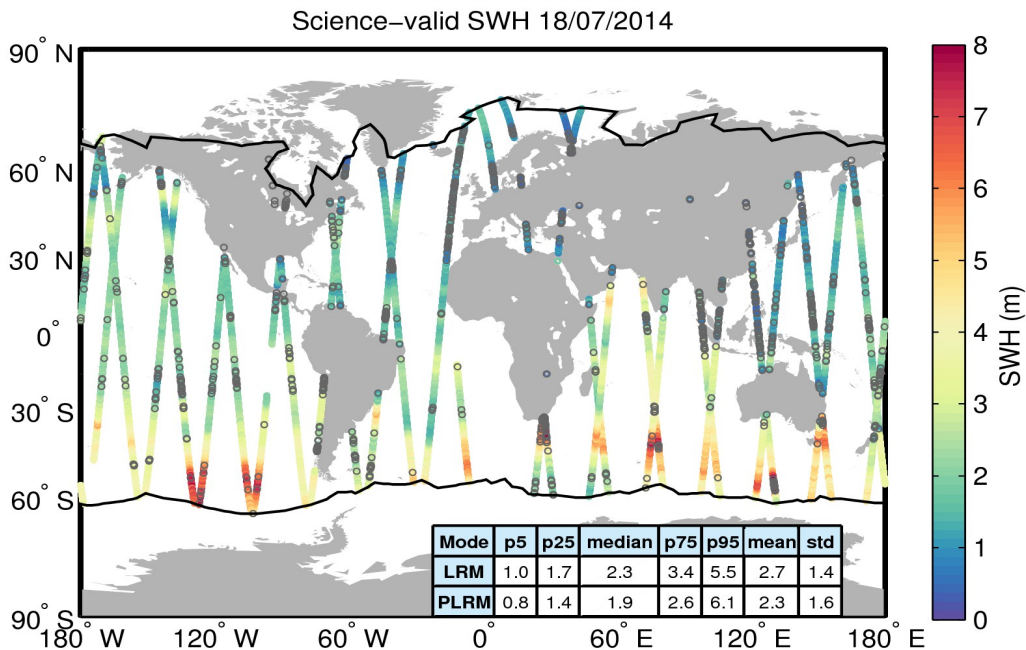 Science−valid SWH 18/07/2014
90° N
60° N
30° N
0°
30° S
60° S
90° S
180° W
120° W
60° W
0°
60° E
120° E
180° E
8
7
6
5
4
3
2
1
0
SWH (m)
Mode p5 p25 median p75 p95 mean std
LRM 1.0 1.7 2.3 3.4 5.5 2.7 1.4
PLRM 0.8 1.4 1.9 2.6 6.1 2.3 1.6